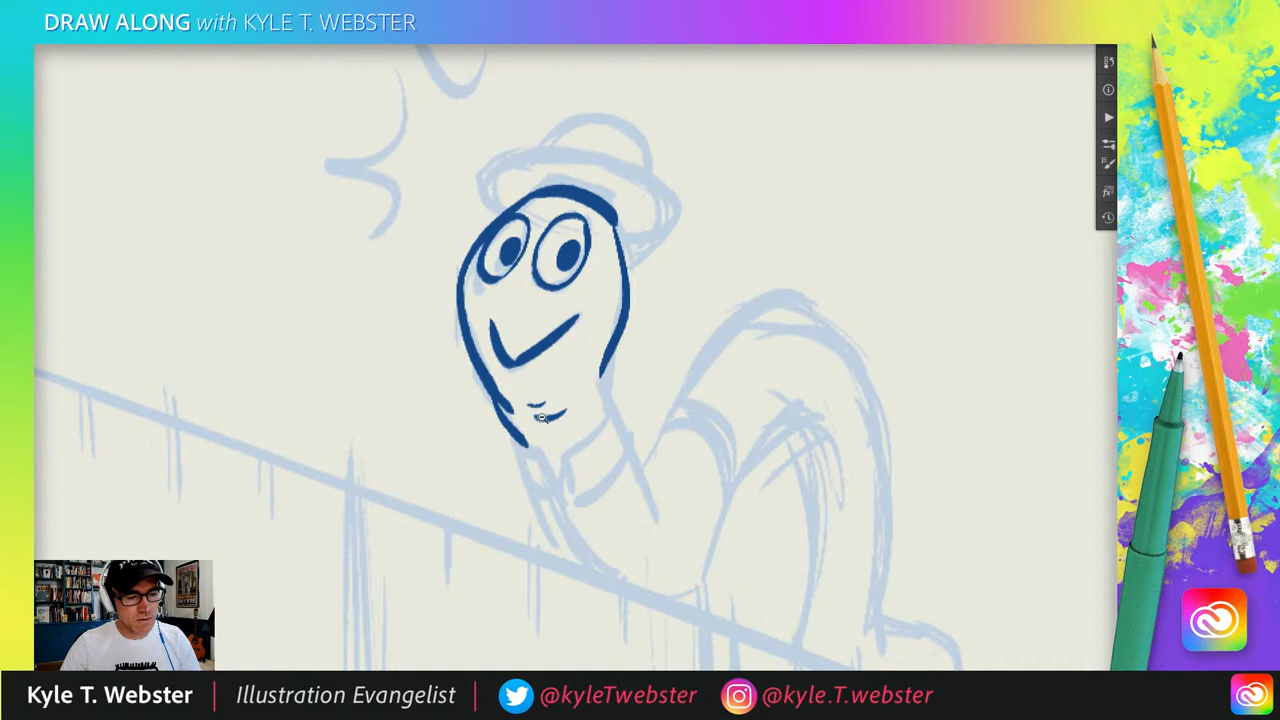 DRAW ALONG with KYLE T. WEBSTER
Kyle T. Webster | Illustration Evangelist | @kyleTwebster @kyle.T.webster